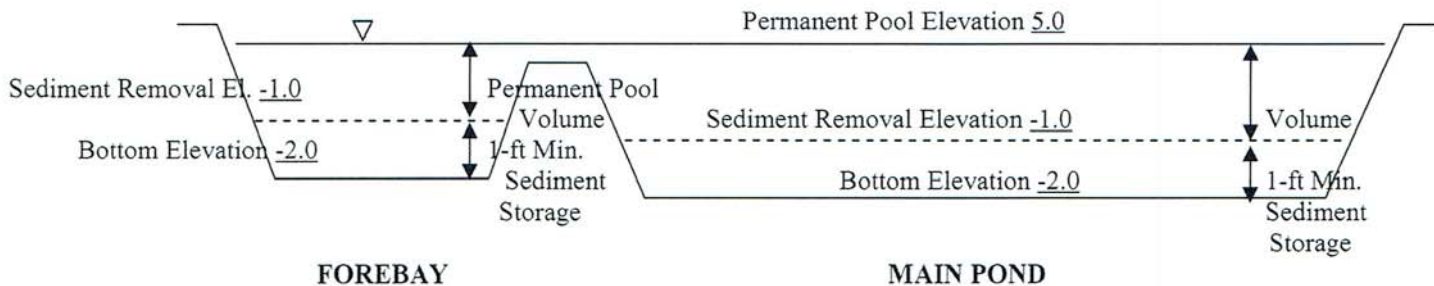 Permanent Pool Elevation 5.0
Sediment Removal El. -1.0
Permanent Pool
Volume
Sediment Removal Elevation -1.0
Volume
Bottom Elevation -2.0
1-ft Min.
Sediment
Storage
Bottom Elevation -2.0
1-ft Min.
Sediment
Storage
FOREBAY
MAIN POND